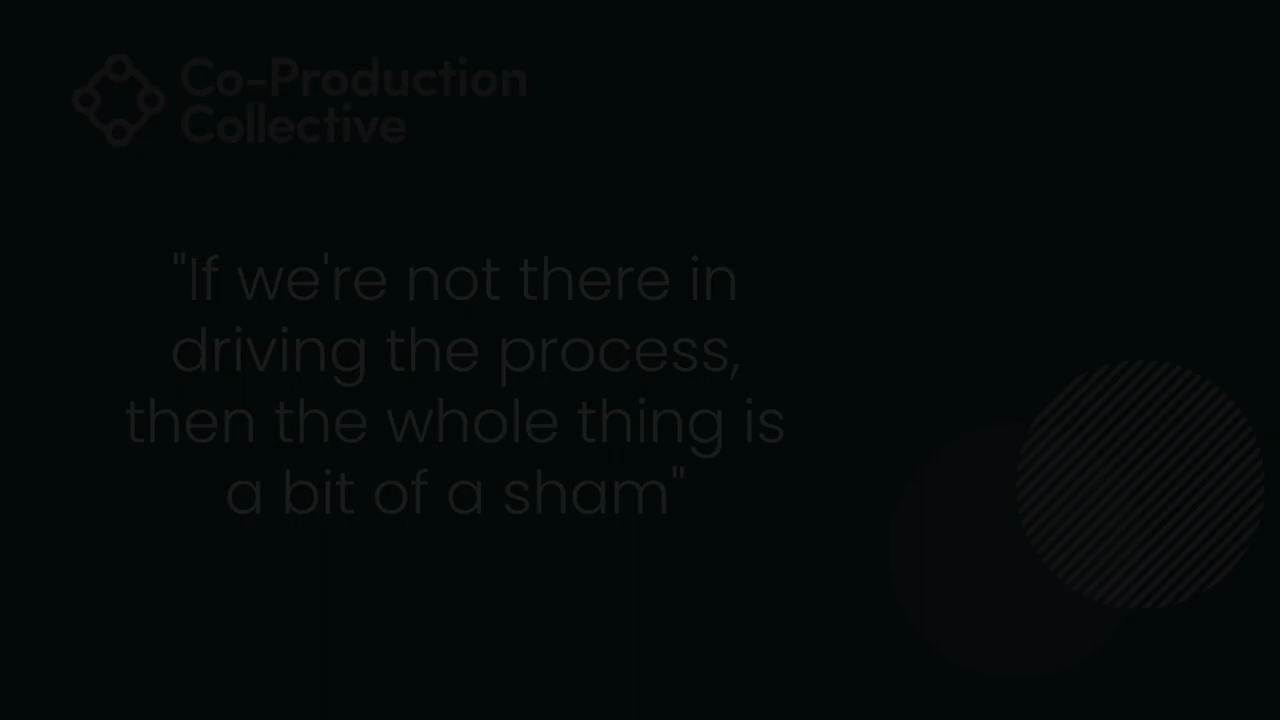 Co-Production
Collective
"If we're not there in
driving the process,
then the whole thing is
a bit of a sham"